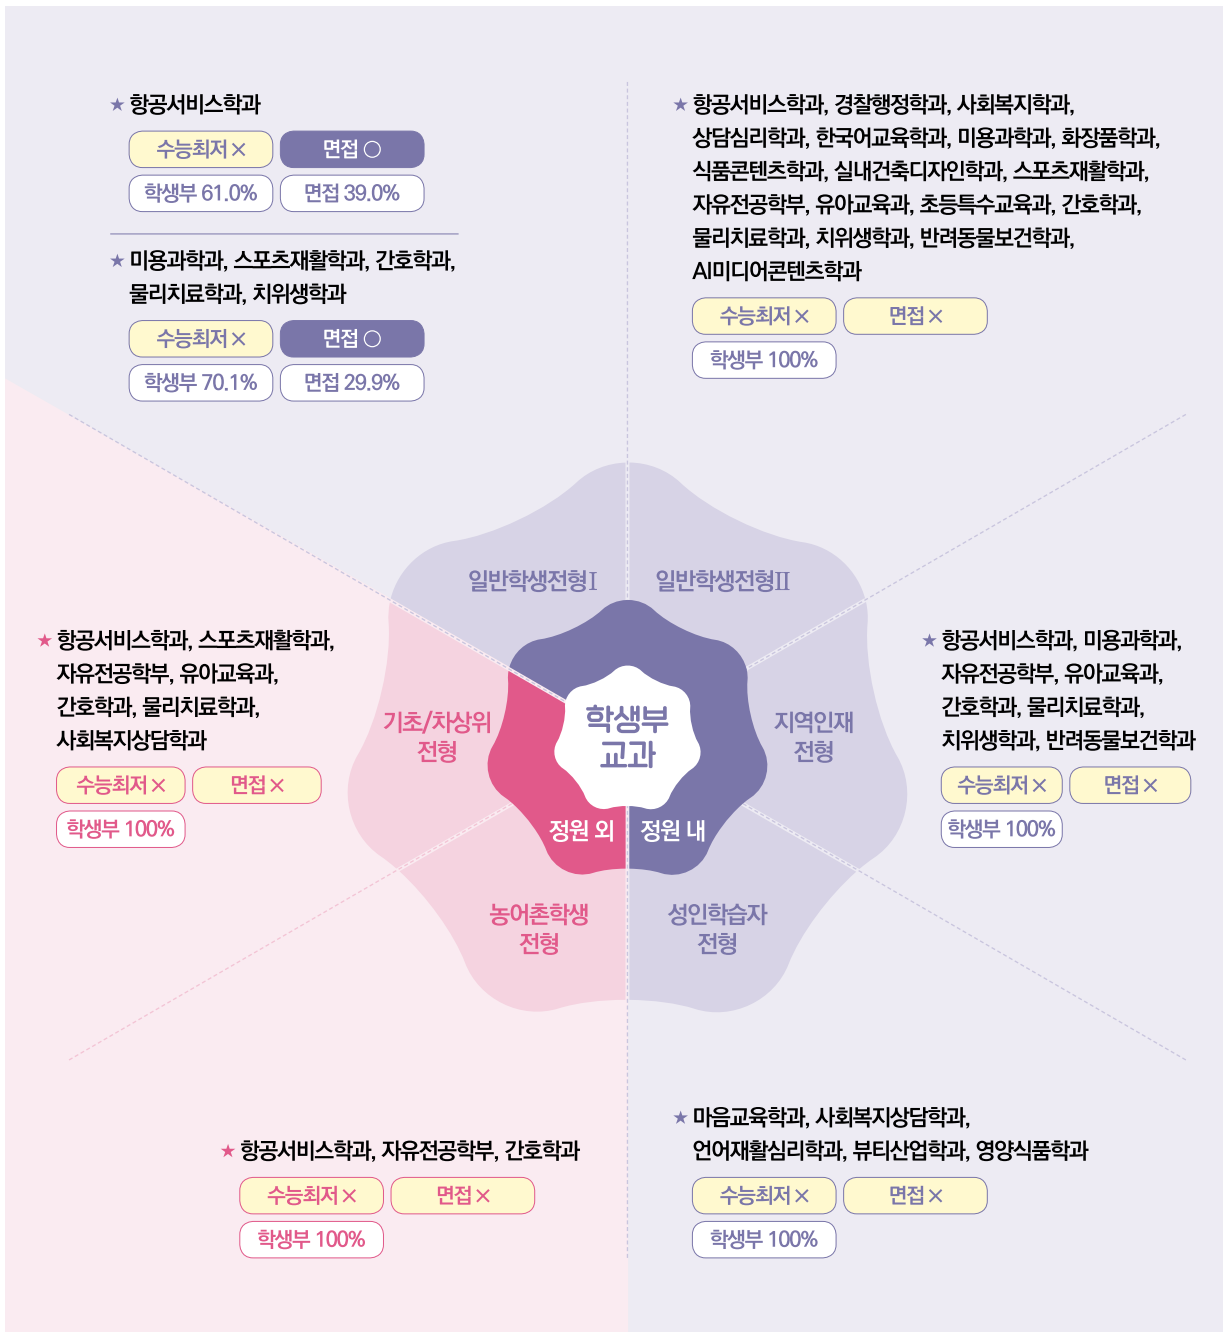 ★ 항공서비스학과
수능최저 ×
면접 ○
학생부 61.0%
면접 39.0%
★ 미용과학과, 스포츠재활학과, 간호학과,
물리치료학과, 치위생학과
수능최저 ×
면접 ○
학생부 70.1%
면접 29.9%
★ 항공서비스학과, 경찰행정학과, 사회복지학과,
상담심리학과, 한국어교육학과, 미용과학과, 화장품학과,
식품콘텐츠학과, 실내건축디자인학과, 스포츠재활학과,
자유전공학부, 유아교육과, 초등특수교육과, 간호학과,
물리치료학과, 치위생학과, 반려동물보건학과,
AI미디어콘텐츠학과
수능최저 ×
면접 ×
학생부 100%
일반학생전형Ⅰ
일반학생전형Ⅱ
★ 항공서비스학과, 스포츠재활학과,
자유전공학부, 유아교육과,
간호학과, 물리치료학과,
사회복지상담학과
수능최저 ×
면접 ×
학생부 100%
기초/차상위
전형
학생부
교과
정원 외
정원 내
지역인재
전형
★ 항공서비스학과, 미용과학과,
자유전공학부, 유아교육과,
간호학과, 물리치료학과,
치위생학과, 반려동물보건학과
수능최저 ×
면접 ×
학생부 100%
농어촌학생
전형
성인학습자
전형
★ 항공서비스학과, 자유전공학부, 간호학과
수능최저 ×
면접 ×
학생부 100%
★ 마음교육학과, 사회복지상담학과,
언어재활심리학과, 뷰티산업학과, 영양식품학과
수능최저 ×
면접 ×
학생부 100%